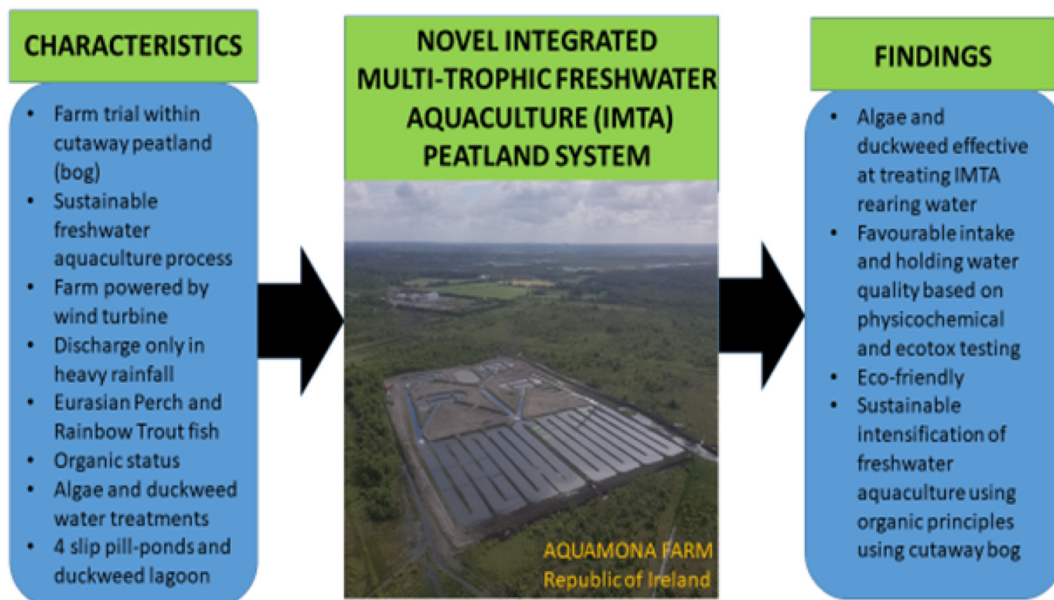 CHARACTERISTICS
• Farm trial within
cutaway peatland
(bog)
• Sustainable
freshwater
aquaculture process
• Farm powered by
wind turbine
• Discharge only in
heavy rainfall
• Eurasian Perch and
Rainbow Trout fish
• Organic status
• Algae and duckweed
water treatments
• 4 slip pill-ponds and
duckweed lagoon
NOVEL INTEGRATED
MULTI-TROPHIC FRESHWATER
AQUACULTURE (IMTA)
PEATLAND SYSTEM
AQUAMONA FARM
Republic of Ireland
FINDINGS
• Algae and
duckweed effective
at treating IMTA
rearing water
• Favourable intake
and holding water
quality based on
physicochemical
and ecotox testing
• Eco-friendly
• Sustainable
intensification of
freshwater
aquaculture using
organic principles
using cutaway bog